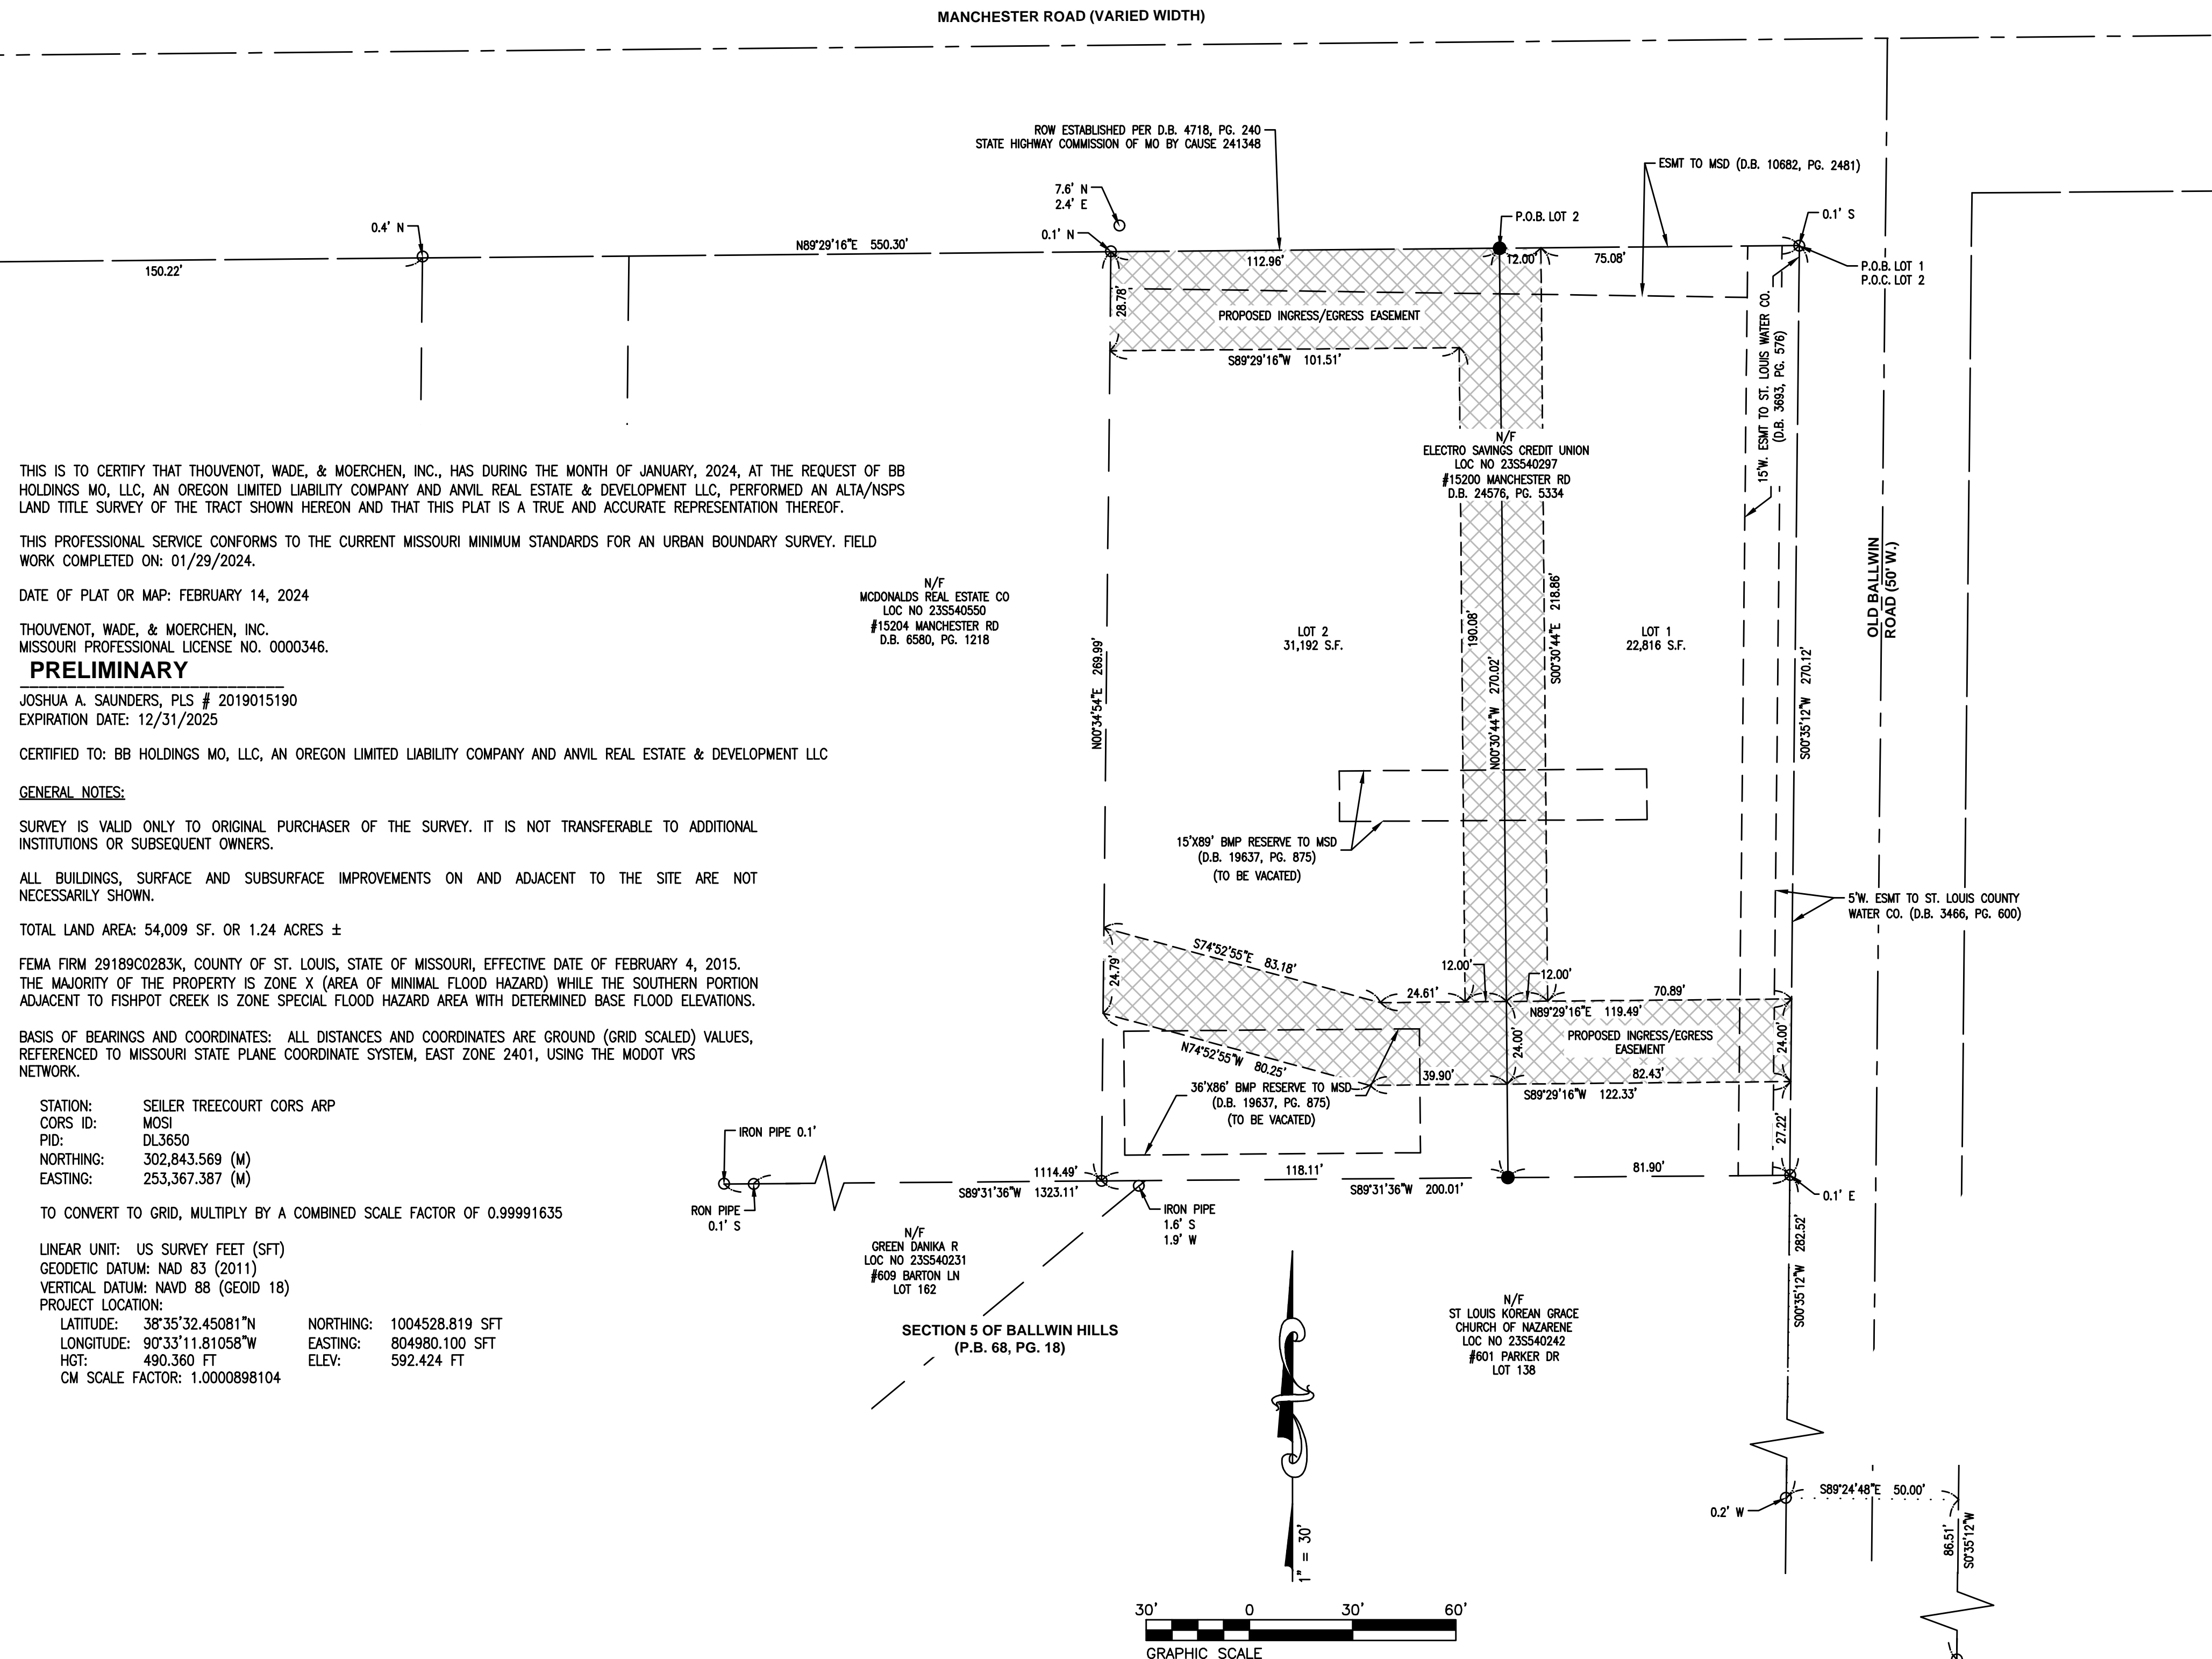 MANCHESTER ROAD (VARIED WIDTH)
ROW ESTABLISHED PER D.B. 4718, PG. 240
STATE HIGHWAY COMMISSION OF MO BY CAUSE 241348
ESMT TO MSD (D.B. 10682, PG. 2481)
7.6' N
2.4' E
0.4' N
0.1' N
P.O.B. LOT 2
0.1' S
150.22'
N89°29'16"E 550.30'
112.96'
12.00'
75.08'
P.O.B. LOT 1
P.O.C. LOT 2
28.78'
PROPOSED INGRESS/EGRESS EASEMENT
S89°29'16"W 101.51'
15'W. ESMT TO ST. LOUIS WATER CO.
(D.B. 3693, PG. 576)
N/F
ELECTRO SAVINGS CREDIT UNION
LOC NO 23S540297
#15200 MANCHESTER RD
D.B. 24576, PG. 5334
THIS IS TO CERTIFY THAT THOUVENOT, WADE, & MOERCHEN, INC., HAS DURING THE MONTH OF JANUARY, 2024, AT THE REQUEST OF BB
HOLDINGS MO, LLC, AN OREGON LIMITED LIABILITY COMPANY AND ANVIL REAL ESTATE & DEVELOPMENT LLC, PERFORMED AN ALTA/NSPS
LAND TITLE SURVEY OF THE TRACT SHOWN HEREON AND THAT THIS PLAT IS A TRUE AND ACCURATE REPRESENTATION THEREOF.
THIS PROFESSIONAL SERVICE CONFORMS TO THE CURRENT MISSOURI MINIMUM STANDARDS FOR AN URBAN BOUNDARY SURVEY. FIELD
WORK COMPLETED ON: 01/29/2024.
DATE OF PLAT OR MAP: FEBRUARY 14, 2024
THOUVENOT, WADE, & MOERCHEN, INC.
MISSOURI PROFESSIONAL LICENSE NO. 0000346.
PRELIMINARY
JOSHUA A. SAUNDERS, PLS # 2019015190
EXPIRATION DATE: 12/31/2025
CERTIFIED TO: BB HOLDINGS MO, LLC, AN OREGON LIMITED LIABILITY COMPANY AND ANVIL REAL ESTATE & DEVELOPMENT LLC
GENERAL NOTES:
SURVEY IS VALID ONLY TO ORIGINAL PURCHASER OF THE SURVEY. IT IS NOT TRANSFERABLE TO ADDITIONAL
INSTITUTIONS OR SUBSEQUENT OWNERS.
ALL BUILDINGS, SURFACE AND SUBSURFACE IMPROVEMENTS ON AND ADJACENT TO THE SITE ARE NOT
NECESSARILY SHOWN.
TOTAL LAND AREA: 54,009 SF. OR 1.24 ACRES ±
FEMA FIRM 29189C0283K, COUNTY OF ST. LOUIS, STATE OF MISSOURI, EFFECTIVE DATE OF FEBRUARY 4, 2015.
THE MAJORITY OF THE PROPERTY IS ZONE X (AREA OF MINIMAL FLOOD HAZARD) WHILE THE SOUTHERN PORTION
ADJACENT TO FISHPOT CREEK IS ZONE SPECIAL FLOOD HAZARD AREA WITH DETERMINED BASE FLOOD ELEVATIONS.
BASIS OF BEARINGS AND COORDINATES: ALL DISTANCES AND COORDINATES ARE GROUND (GRID SCALED) VALUES,
REFERENCED TO MISSOURI STATE PLANE COORDINATE SYSTEM, EAST ZONE 2401, USING THE MODOT VRS
NETWORK.
STATION: SEILER TREECOURT CORS ARP
CORS ID: MOSI
PID: DL3650
NORTHING: 302,843.569 (M)
EASTING: 253,367.387 (M)
TO CONVERT TO GRID, MULTIPLY BY A COMBINED SCALE FACTOR OF 0.99991635
LINEAR UNIT: US SURVEY FEET (SFT)
GEODETIC DATUM: NAD 83 (2011)
VERTICAL DATUM: NAVD 88 (GEOID 18)
PROJECT LOCATION:
LATITUDE: 38°35'32.45081"N NORTHING: 1004528.819 SFT
LONGITUDE: 90°33'11.81058"W EASTING: 804980.100 SFT
HGT: 490.360 FT ELEV: 592.424 FT
CM SCALE FACTOR: 1.0000898104
N/F
MCDONALDS REAL ESTATE CO
LOC NO 23S540550
#15204 MANCHESTER RD
D.B. 6580, PG. 1218
N00°34'54"E 269.99'
LOT 2
31,192 S.F.
190.08'
N00°30'44"W 270.02'
S00°30'44"E 218.86'
LOT 1
22,816 S.F.
S00°35'12"W 270.12'
OLD BALLWIN
ROAD (50' W.)
15'X89' BMP RESERVE TO MSD
(D.B. 19637, PG. 875)
(TO BE VACATED)
5'W. ESMT TO ST. LOUIS COUNTY
WATER CO. (D.B. 3466, PG. 600)
S74°52'55"E 83.18'
24.79'
12.00'
12.00'
24.61'
70.89'
N89°29'16"E 119.49'
PROPOSED INGRESS/EGRESS
EASEMENT
24.00'
24.00'
N74°52'55"W 80.25'
39.90'
82.43'
S89°29'16"W 122.33'
36'X86' BMP RESERVE TO MSD
(D.B. 19637, PG. 875)
(TO BE VACATED)
27.22'
IRON PIPE 0.1'
1114.49'
118.11'
81.90'
S89°31'36"W 1323.11'
S89°31'36"W 200.01'
0.1' E
RON PIPE
0.1' S
IRON PIPE
1.6' S
1.9' W
N/F
GREEN DANIKA R
LOC NO 23S540231
#609 BARTON LN
LOT 162
S00°35'12"W 282.52'
SECTION 5 OF BALLWIN HILLS
(P.B. 68, PG. 18)
N/F
ST LOUIS KOREAN GRACE
CHURCH OF NAZARENE
LOC NO 23S540242
#601 PARKER DR
LOT 138
S89°24'48"E 50.00'
0.2' W
86.51'
S0°35'12"W
1" = 30'
30' 0 30' 60'
GRAPHIC SCALE